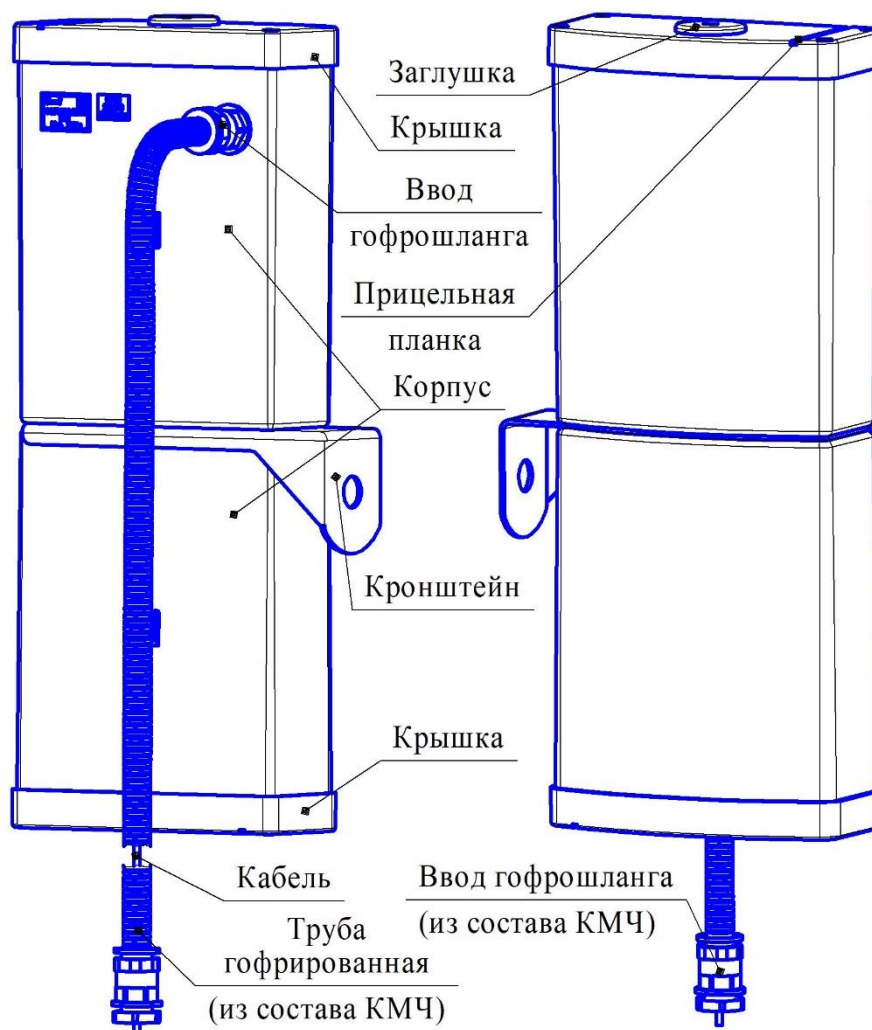 Заглушка
Крышка
Ввод
гофрошланга
Прицельная
планка
Корпус
Кронштейн
Крышка
Кабель
Труба
гофрированная
(из состава КМЧ)
Ввод гофрошланга
(из состава КМЧ)